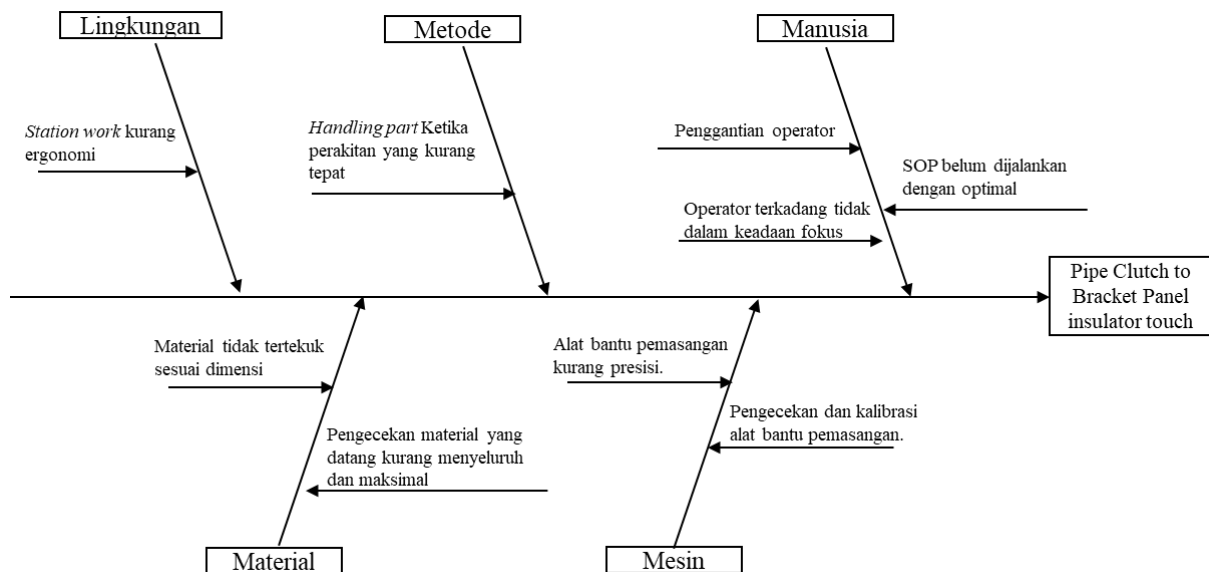 Lingkungan
Metode
Manusia
Station work kurang
ergonomi
Handling part Ketika
perakitan yang kurang
tepat
Penggantian operator
SOP belum dijalankan
dengan optimal
Operator terkadang tidak
dalam keadaan fokus
Pipe Clutch to
Bracket Panel
insulator touch
Material tidak tertekuk
sesuai dimensi
Pengecekan material yang
datang kurang menyeluruh
dan maksimal
Alat bantu pemasangan
kurang presisi.
Pengecekan dan kalibrasi
alat bantu pemasangan.
Material
Mesin